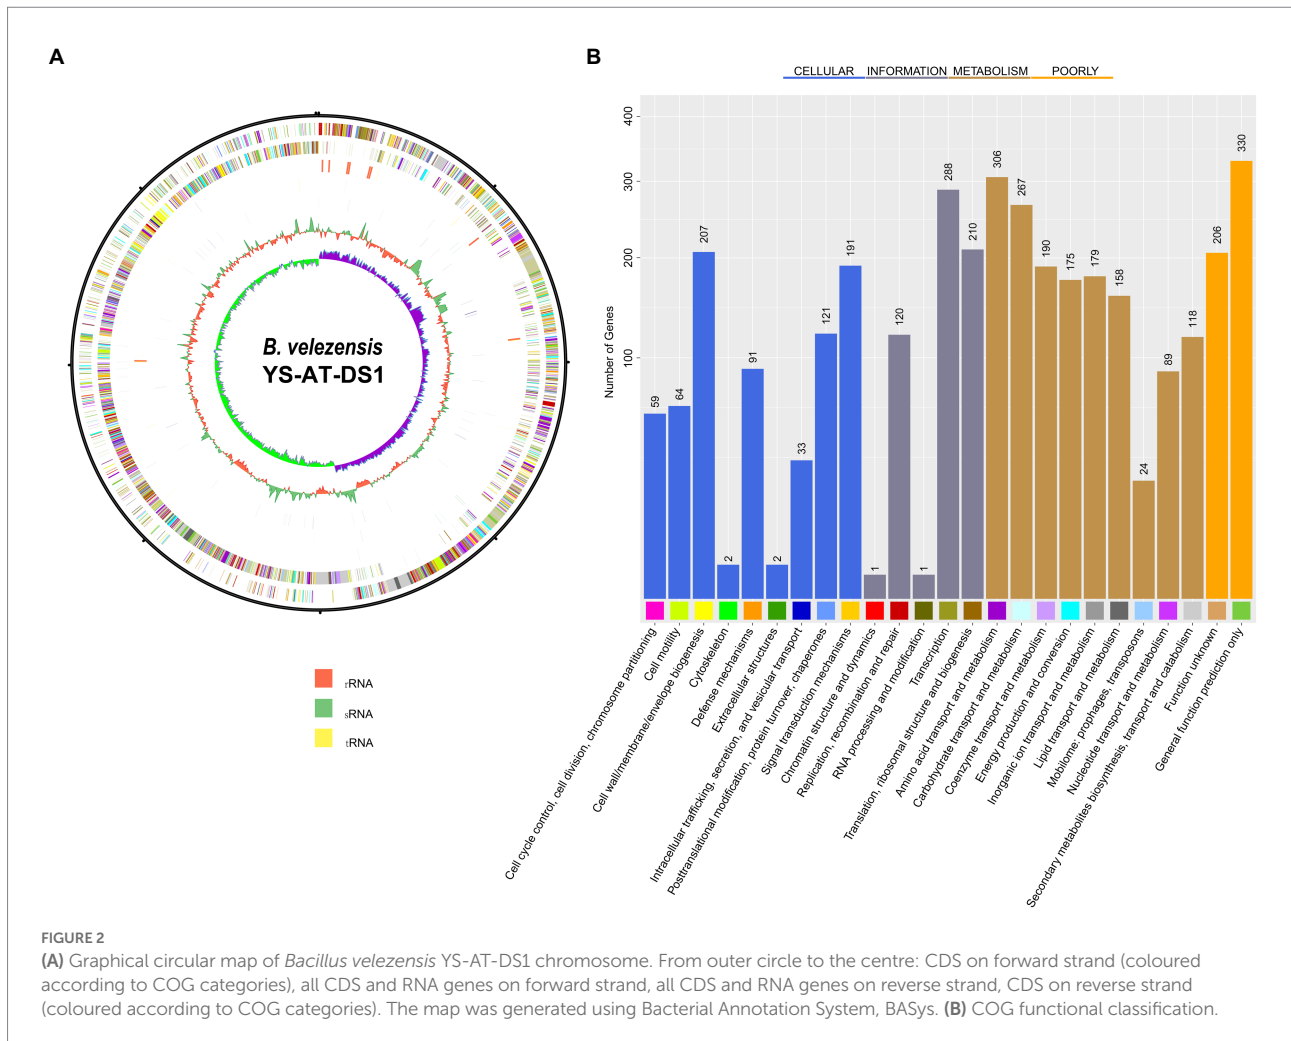 A
B. velezensis
YS-AT-DS1
rRNA
sRNA
tRNA
B
CELLULAR INFORMATION METABOLISM POORLY
Number of Genes
400
300
200
100
59
64
207
2
91
2
33
121
191
1
120
1
288
210
306
267
190
175
179
158
24
89
118
206
330
Cell cycle control, cell division, chromosome partitioning
Cell motility
Cell wall/membrane/envelope biogenesis
Cytoskeleton
Defense mechanisms
Extracellular structures
Intracellular trafficking, secretion, and vesicular transport
Posttranslational modification, protein turnover, chaperones
Signal transduction mechanisms
Chromatin structure and dynamics
Replication, recombination and repair
RNA processing and modification
Transcription
Translation, ribosomal structure and biogenesis
Amino acid transport and metabolism
Carbohydrate transport and metabolism
Coenzyme transport and metabolism
Energy production and conversion
Inorganic ion transport and metabolism
Lipid transport and metabolism
Mobilome: prophages, transposons
Nucleotide transport and metabolism
Secondary metabolites biosynthesis, transport and catabolism
Function unknown
General function prediction only
FIGURE 2
(A) Graphical circular map of Bacillus velezensis YS-AT-DS1 chromosome. From outer circle to the centre: CDS on forward strand (coloured
according to COG categories), all CDS and RNA genes on forward strand, all CDS and RNA genes on reverse strand, CDS on reverse strand
(coloured according to COG categories). The map was generated using Bacterial Annotation System, BASys. (B) COG functional classification.